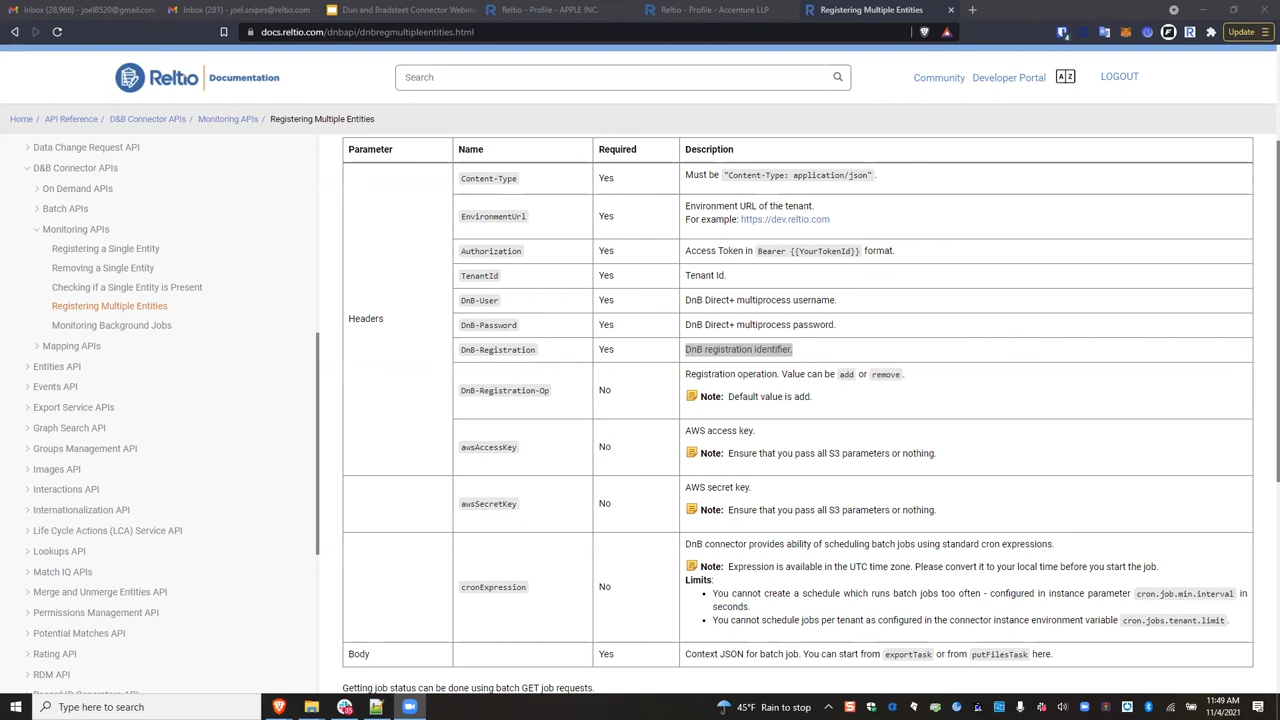 Inbox (28,966) - joel8520@gmail.com
Inbox (281) - joel.snipes@reltio.com
Dun and Bradsteet Connector Webin
Reltio - Profile - APPLE INC.
Reltio - Profile - Accenture LLP
Registering Multiple Entities
docs.reltio.com/dnbapi/dnbregmultipleentities.html
Update
Reltio Documentation
Search
Community Developer Portal A Z LOGOUT
Home / API Reference / D&B Connector APIs / Monitoring APIs / Registering Multiple Entities
Data Change Request API
D&B Connector APIs
On Demand APIs
Batch APIs
Monitoring APIs
Registering a Single Entity
Removing a Single Entity
Checking if a Single Entity is Present
Registering Multiple Entities
Monitoring Background Jobs
Mapping APIs
Entities API
Events API
Export Service APIs
Graph Search API
Groups Management API
Images API
Interactions API
Internationalization API
Life Cycle Actions (LCA) Service API
Lookups API
Match IQ APIs
Merge and Unmerge Entities API
Permissions Management API
Potential Matches API
Rating API
RDM API
Record ID Generators API
Parameter Name Required Description
Headers
Content-Type Yes Must be "Content-Type: application/json".
EnvironmentUrl Yes Environment URL of the tenant.
For example: https://dev.reltio.com
Authorization Yes Access Token in Bearer {{YourTokenId}} format.
TenantId Yes Tenant Id.
DnB-User Yes DnB Direct+ multiprocess username.
DnB-Password Yes DnB Direct+ multiprocess password.
DnB-Registration Yes DnB registration identifier.
DnB-Registration-Op No Registration operation. Value can be add or remove.
Note: Default value is add.
awsAccessKey No AWS access key.
Note: Ensure that you pass all S3 parameters or nothing.
awsSecretKey No AWS secret key.
Note: Ensure that you pass all S3 parameters or nothing.
cronExpression No DnB connector provides ability of scheduling batch jobs using standard cron expressions.
Note: Expression is available in the UTC time zone. Please convert it to your local time before you start the job.
Limits:
• You cannot create a schedule which runs batch jobs too often - configured in instance parameter cron.job.min.interval in
seconds.
• You cannot schedule jobs per tenant as configured in the connector instance environment variable cron.jobs.tenant.limit.
Body Yes Context JSON for batch job. You can start from exportTask or from putFilesTask here.
Getting job status can be done using batch GET job requests.
Type here to search
45°F Rain to stop
11:49 AM
11/4/2021